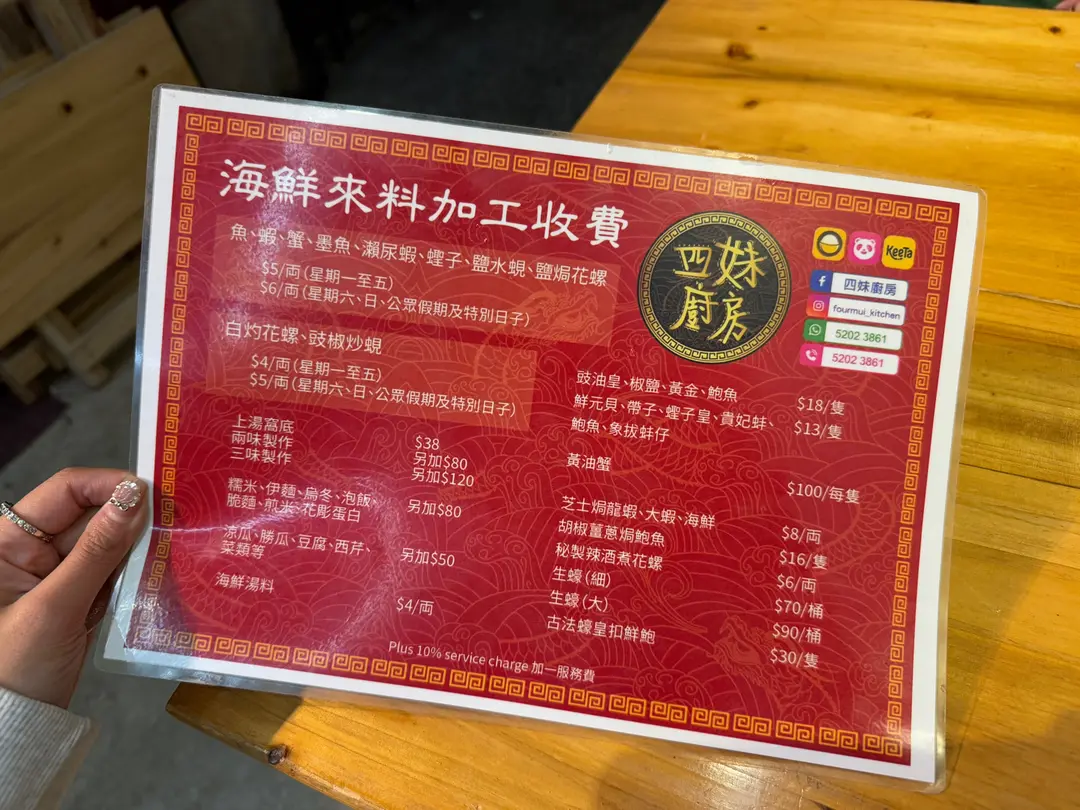 海鮮來料加工收費
魚、蝦、蟹、墨魚、瀨尿蝦、蟶子、鹽水蜆、鹽焗花螺
$5/両(星期一至五)
$6/両(星期六、日、公眾假期及特別日子)
白灼花螺、豉椒炒蜆
$4/両(星期一至五)
$5/両(星期六、日、公眾假期及特別日子)
上湯窩底 $38
兩味製作 另加$80
三味製作 另加$120
糯米、伊麵、烏冬、泡飯、
脆麵、煎米、花彫蛋白 另加$80
涼瓜、勝瓜、豆腐、西芹、
菜類等 另加$50
海鮮湯料 $4/両
四妹
廚房
KeeTa
四妹廚房
fourmui_kitchen
5202 3861
5202 3861
豉油皇、椒鹽、黃金、鮑魚 $18/隻
鮮元貝、帶子、蟶子皇、貴妃蚌、 $13/隻
鮑魚、象拔蚌仔
黃油蟹 $100/每隻
芝士焗龍蝦、大蝦、海鮮 $8/両
胡椒薑蔥焗鮑魚 $16/隻
秘製辣酒煮花螺 $6/両
生蠔(細) $70/桶
生蠔(大) $90/桶
古法蠔皇扣鮮鮑 $30/隻
Plus 10% service charge 加一服務費